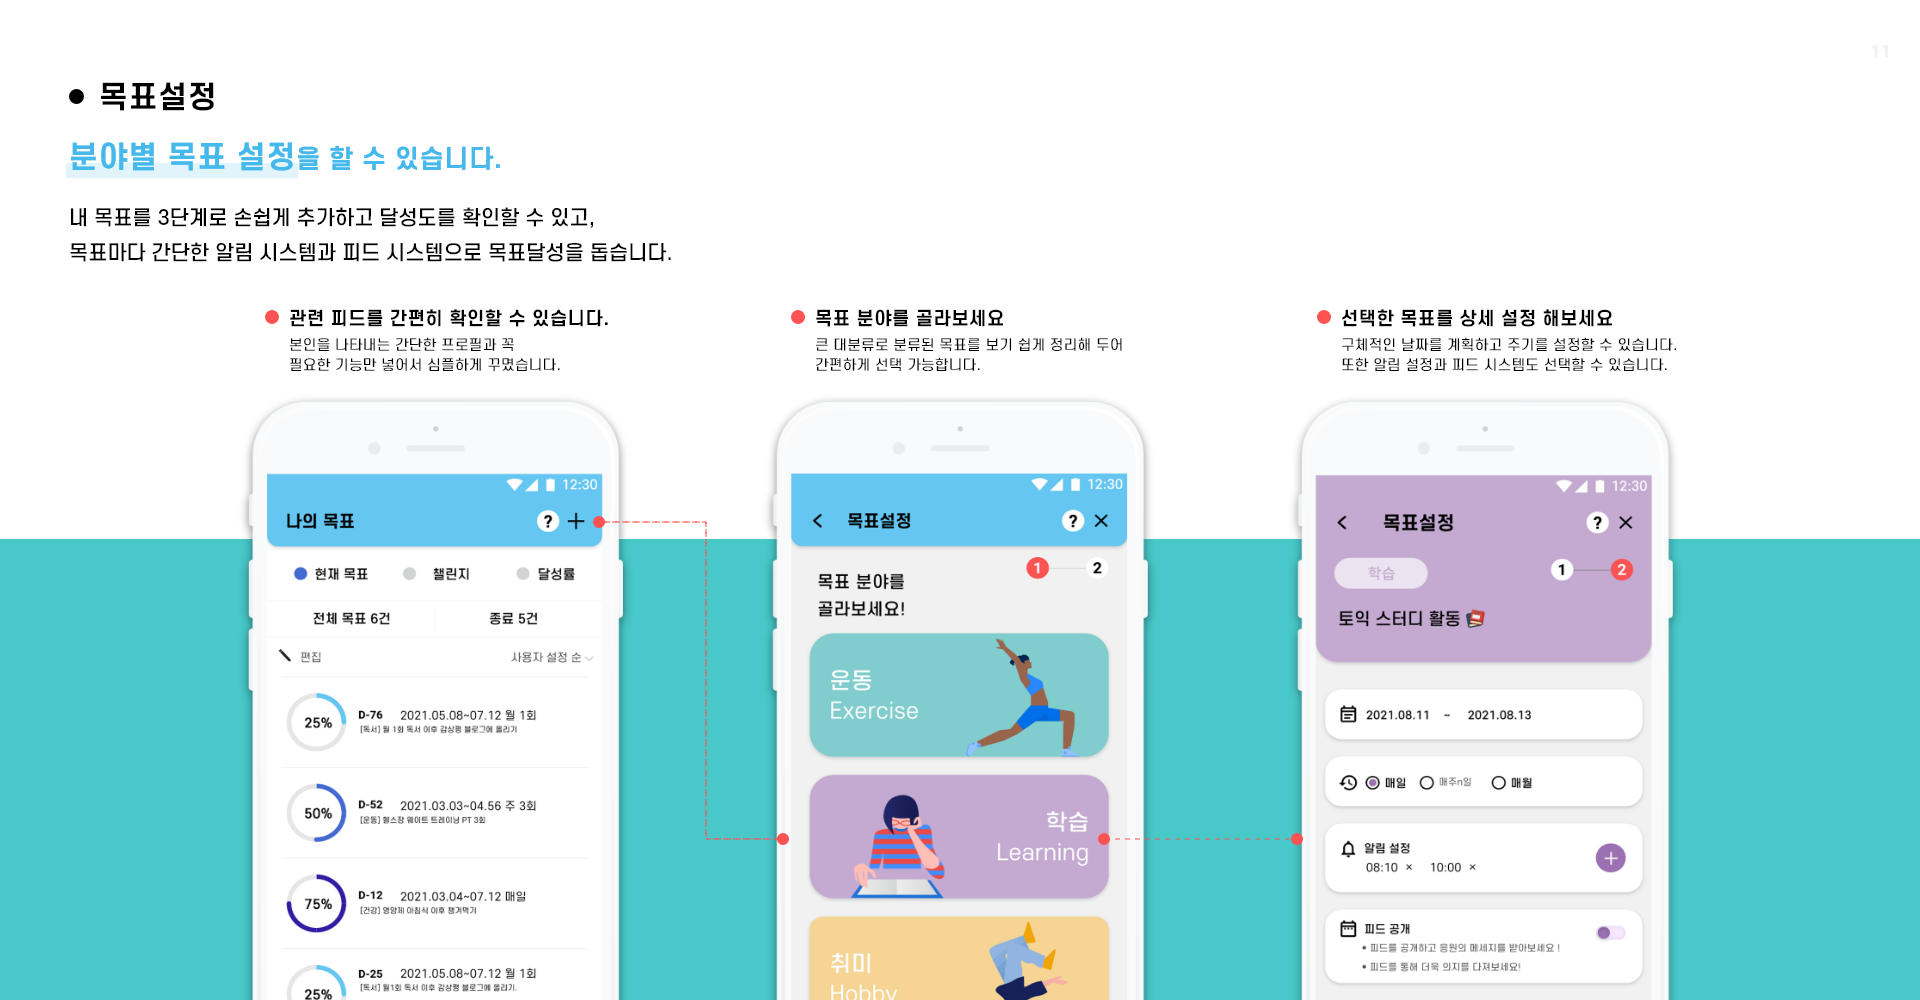 11
목표설정
분야별 목표 설정을 할 수 있습니다.
내 목표를 3단계로 손쉽게 추가하고 달성도를 확인할 수 있고,
목표마다 간단한 알림 시스템과 피드 시스템으로 목표달성을 돕습니다.
관련 피드를 간편히 확인할 수 있습니다.
본인을 나타내는 간단한 프로필과 꼭
필요한 기능만 넣어서 심플하게 꾸몄습니다.
목표 분야를 골라보세요
큰 대분류로 분류된 목표를 보기 쉽게 정리해 두어
간편하게 선택 가능합니다.
선택한 목표를 상세 설정 해보세요
구체적인 날짜를 계획하고 주기를 설정할 수 있습니다.
또한 알림 설정과 피드 시스템도 선택할 수 있습니다.
12:30
나의 목표
?
현재 목표 챌린지 달성률
전체 목표 6건 종료 5건
편집 사용자 설정 순
25% D-76 2021.05.08~07.12 월 1회
[독서] 월 1회 독서 이후 감상평 블로그에 올리기
50% D-52 2021.03.03~04.56 주 3회
[운동] 헬스장 웨이트 트레이닝 PT 3회
75% D-12 2021.03.04~07.12 매일
[건강] 영양제 아침식 이후 챙겨먹기
25% D-25 2021.05.08~07.12 월 1회
[독서] 월1회 독서 이후 감상평 블로그에 올리기.
12:30
목표설정
?
1 2
목표 분야를
골라보세요!
운동
Exercise
학습
Learning
취미
Hobby
12:30
목표설정
?
학습
1 2
토익 스터디 활동
2021.08.11 ~ 2021.08.13
매일 매주n일 매월
알림 설정
08:10 × 10:00 ×
피드 공개
• 피드를 공개하고 응원의 메세지를 받아보세요 !
• 피드를 통해 더욱 의지를 다져보세요!